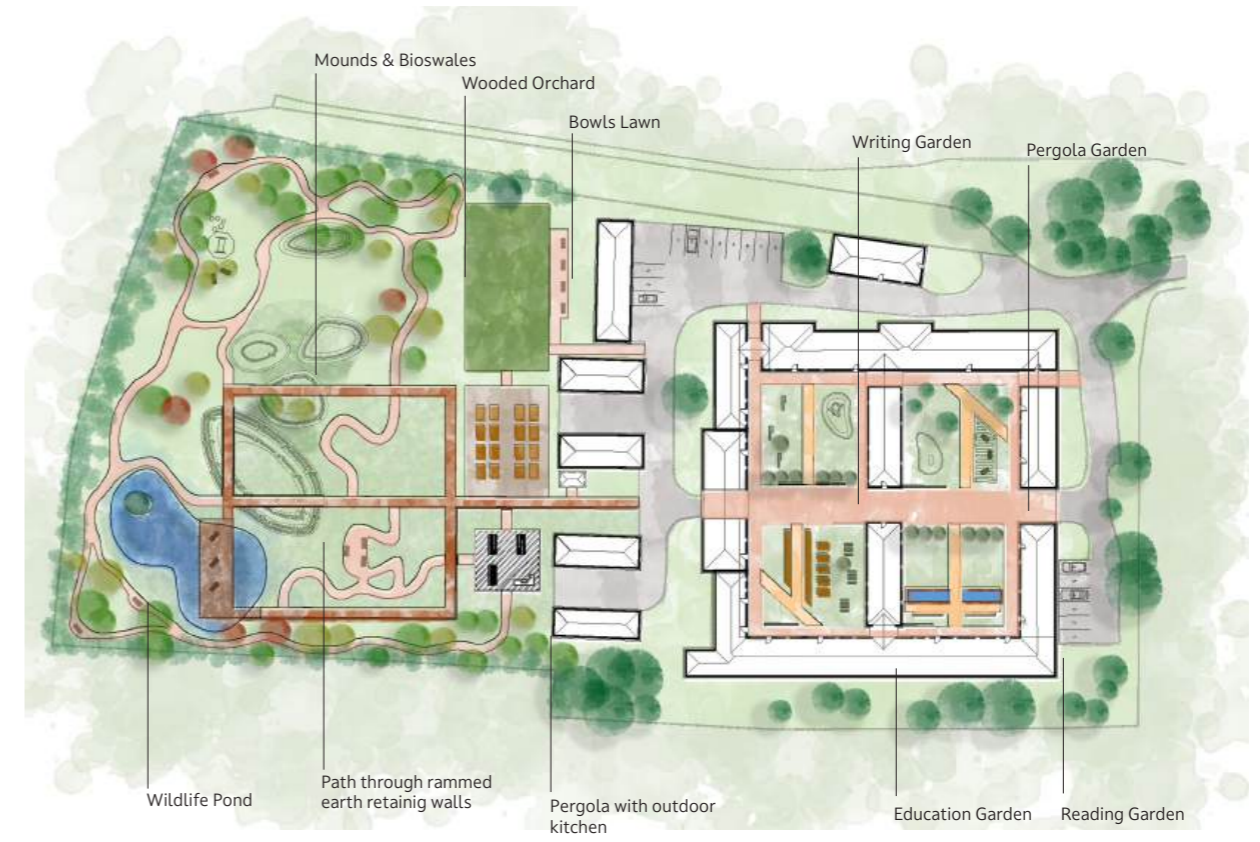 Mounds & Bioswales
Wooded Orchard
Bowls Lawn
Writing Garden
Pergola Garden
Wildlife Pond
Path through rammed
earth retainig walls
Pergola with outdoor
kitchen
Education Garden
Reading Garden